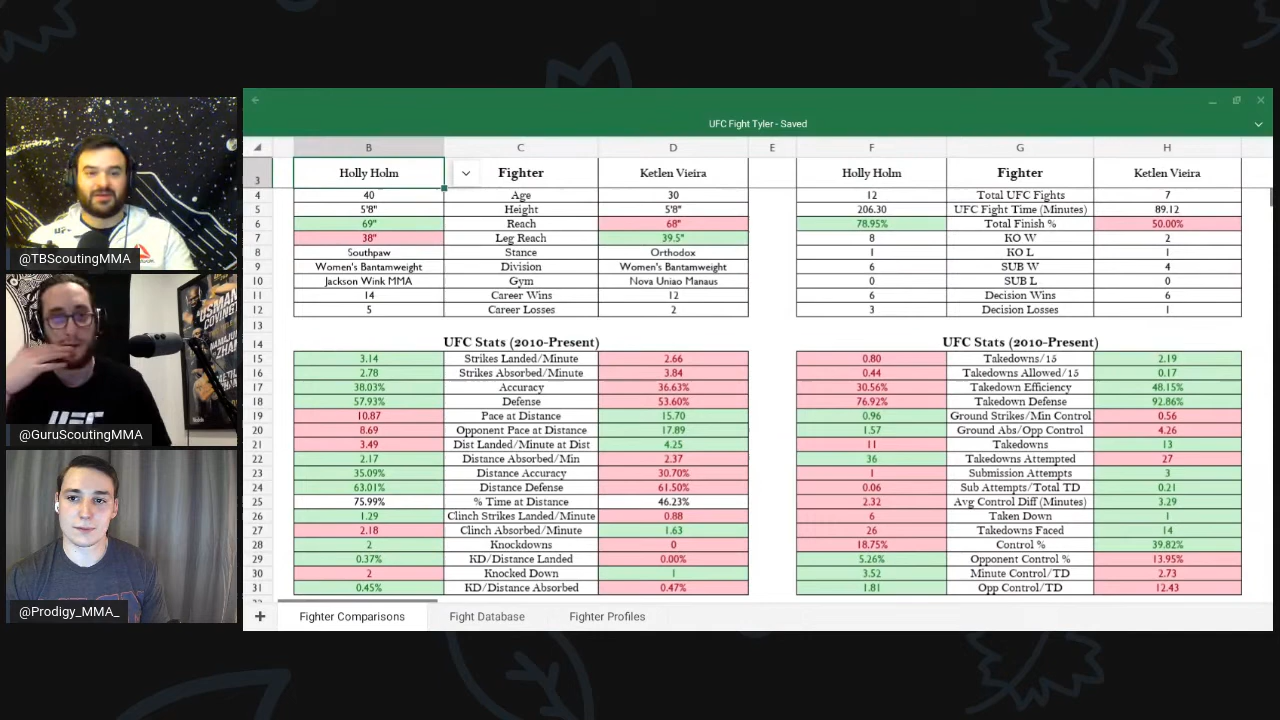 UFC Fight Tyler - Saved
B C D E F G H
3 Holly Holm Fighter Ketlen Vieira Holly Holm Fighter Ketlen Vieira
4 40 Age 30 12 Total UFC Fights 7
5 5'8" Height 5'8" 206.30 UFC Fight Time (Minutes) 89.12
6 69" Reach 68" 78.95% Total Finish % 50.00%
7 38" Leg Reach 39.5" 8 KO W 2
8 Southpaw Stance Orthodox 1 KO L 1
9 Women's Bantamweight Division Women's Bantamweight 6 SUB W 4
10 Jackson Wink MMA Gym Nova Uniao Manaus 0 SUB L 0
11 14 Career Wins 12 6 Decision Wins 6
12 5 Career Losses 2 3 Decision Losses 1
13
14 UFC Stats (2010-Present) UFC Stats (2010-Present)
15 3.14 Strikes Landed/Minute 2.66 0.80 Takedowns/15 2.19
16 2.78 Strikes Absorbed/Minute 3.84 0.44 Takedowns Allowed/15 0.17
17 38.03% Accuracy 36.63% 30.56% Takedown Efficiency 48.15%
18 57.93% Defense 53.60% 76.92% Takedown Defense 92.86%
19 10.87 Pace at Distance 15.70 0.96 Ground Strikes/Min Control 0.56
20 8.69 Opponent Pace at Distance 17.89 1.57 Ground Abs/Opp Control 4.26
21 3.49 Dist Landed/Minute at Dist 4.25 11 Takedowns 13
22 2.17 Distance Absorbed/Min 2.37 36 Takedowns Attempted 27
23 35.09% Distance Accuracy 30.70% 1 Submission Attempts 3
24 63.01% Distance Defense 61.50% 0.06 Sub Attempts/Total TD 0.21
25 75.99% % Time at Distance 46.23% 2.32 Avg Control Diff (Minutes) 3.29
26 1.29 Clinch Strikes Landed/Minute 0.88 6 Taken Down 1
27 2.18 Clinch Absorbed/Minute 1.63 26 Takedowns Faced 14
28 2 Knockdowns 0 18.75% Control % 39.82%
29 0.37% KD/Distance Landed 0.00% 5.26% Opponent Control % 13.95%
30 2 Knocked Down 1 3.52 Minute Control/TD 2.73
31 0.45% KD/Distance Absorbed 0.47% 1.81 Opp Control/TD 12.43
+ Fighter Comparisons Fight Database Fighter Profiles
@TBScoutingMMA
USMAN
COVINGTON
ZHANG
UFC
@GuruScoutingMMA
@Prodigy_MMA_